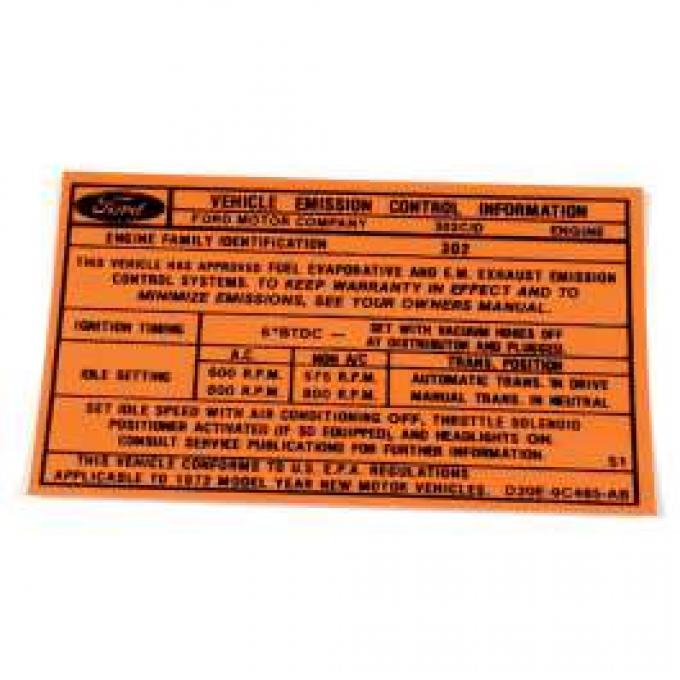 Ford
VEHICLE EMISSION CONTROL INFORMATION
FORD MOTOR COMPANY 302C/D ENGINE
ENGINE FAMILY IDENTIFICATION 302
THIS VEHICLE HAS APPROVED FUEL EVAPORATIVE AND E.M. EXHAUST EMISSION
CONTROL SYSTEMS. TO KEEP WARRANTY IN EFFECT AND TO
MINIMIZE EMISSIONS, SEE YOUR OWNERS MANUAL.
IGNITION TIMING 6°BTDC — SET WITH VACUUM HOSES OFF
AT DISTRIBUTOR AND PLUGGED.
A.C. NON A/C TRANS. POSITION
IDLE SETTING 600 R.P.M. 575 R.P.M. AUTOMATIC TRANS. IN DRIVE
800 R.P.M. 800 R.P.M. MANUAL TRANS. IN NEUTRAL
SET IDLE SPEED WITH AIR CONDITIONING OFF, THROTTLE SOLENOID
POSITIONER ACTIVATED (IF SO EQUIPPED), AND HEADLIGHTS ON.
CONSULT SERVICE PUBLICATIONS FOR FURTHER INFORMATION S1
THIS VEHICLE CONFORMS TO U.S. E.P.A. REGULATIONS
APPLICABLE TO 1972 MODEL YEAR NEW MOTOR VEHICLES.